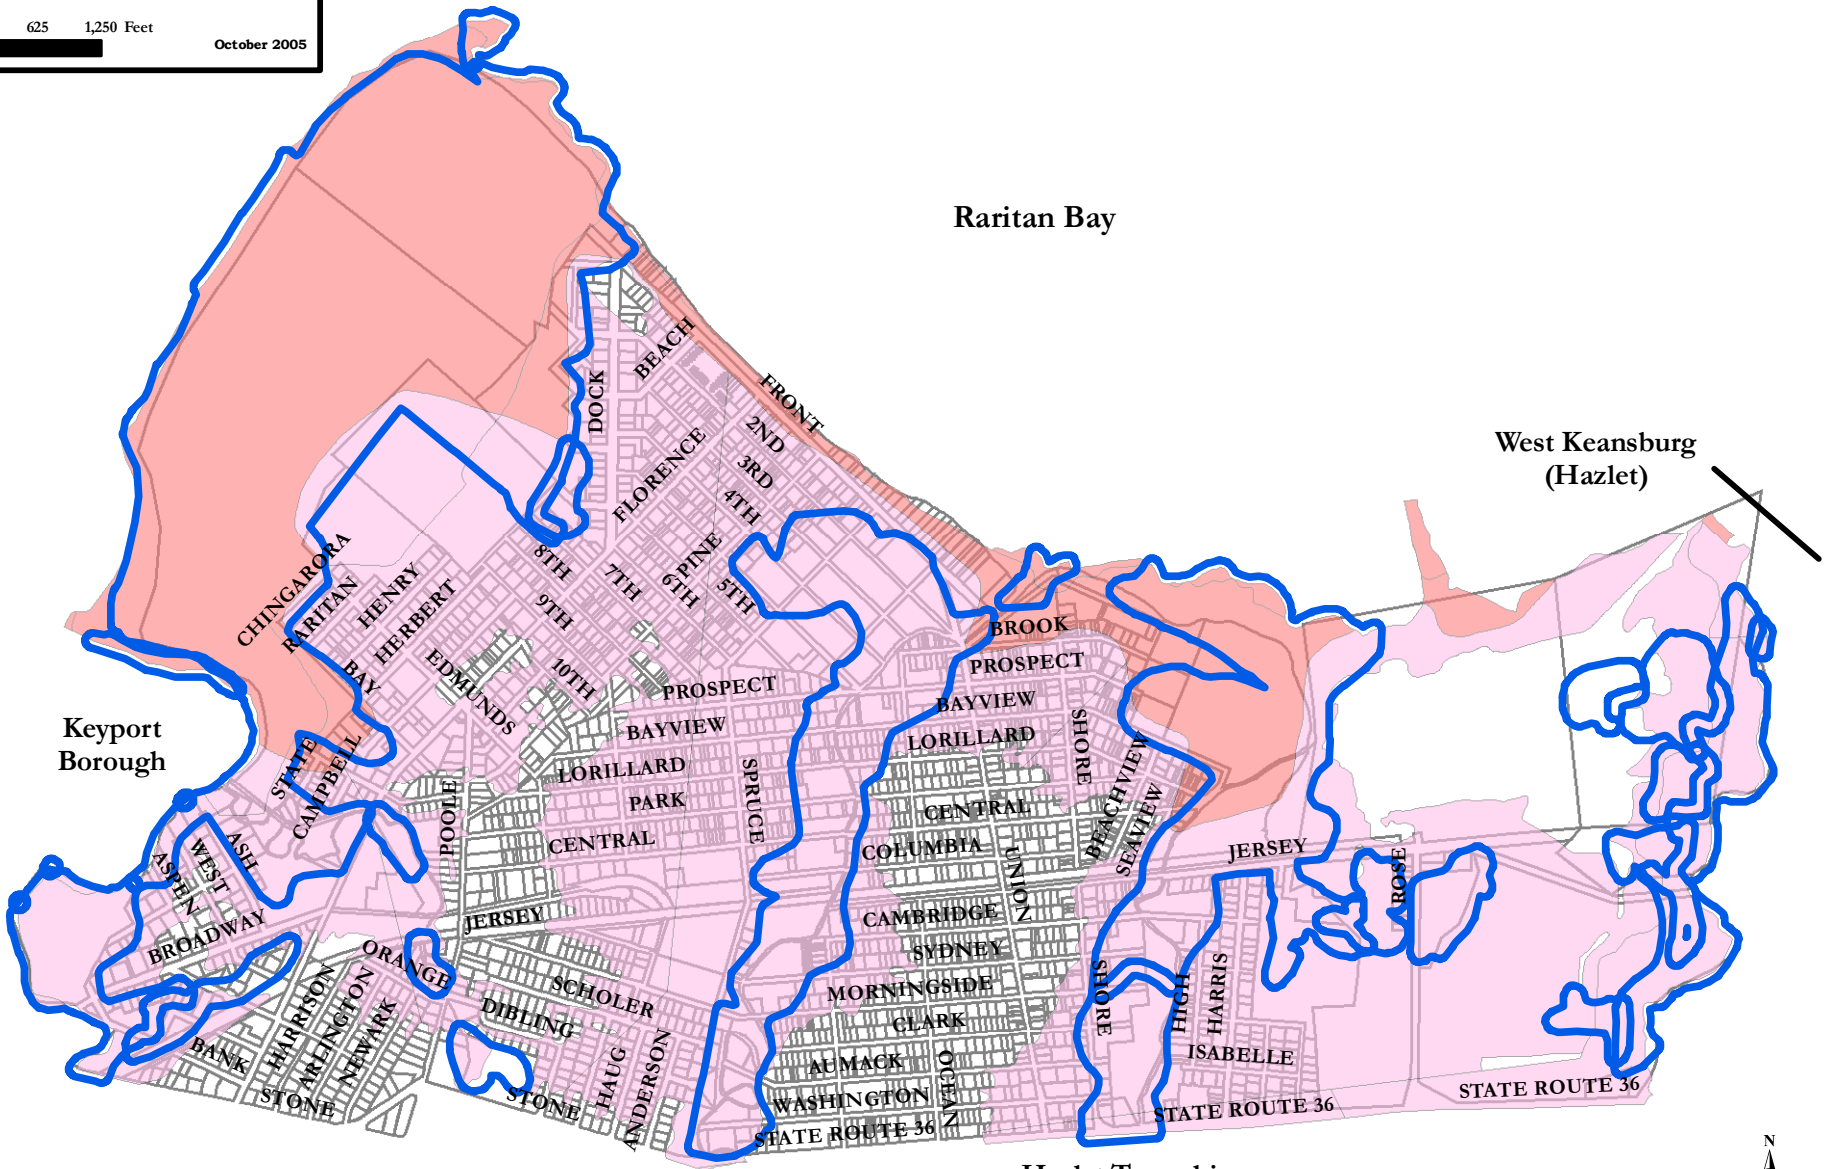 625 1,250 Feet
October 2005
Raritan Bay
West Keansburg
(Hazlet)
Keyport
Borough
BEACH
DOCK
FRONT
2ND
3RD
4TH
FLORENCE
PINE
5TH
6TH
7TH
8TH
9TH
10TH
CHINGARORA
RARITAN
HENRY
HERBERT
BAY
EDMUNDS
STATE
CAMPBELL
BROOK
PROSPECT
PROSPECT
BAYVIEW
BAYVIEW
LORILLARD
LORILLARD
SHORE
BEACHVIEW
SEAVIEW
PARK
SPRUCE
CENTRAL
CENTRAL
COLUMBIA
UNION
POOLE
ASH
WEST
ASPEN
BROADWAY
JERSEY
JERSEY
ROSE
CAMBRIDGE
SYDNEY
MORNINGSIDE
CLARK
AUMACK
WASHINGTON
OCEAN
ORANGE
SCHOLER
DIBLING
HARRISON
ARLINGTON
NEWARK
BANK
STONE
STONE
HAUG
ANDERSON
SHORE
HIGH
HARRIS
ISABELLE
STATE ROUTE 36
STATE ROUTE 36
STATE ROUTE 36
N